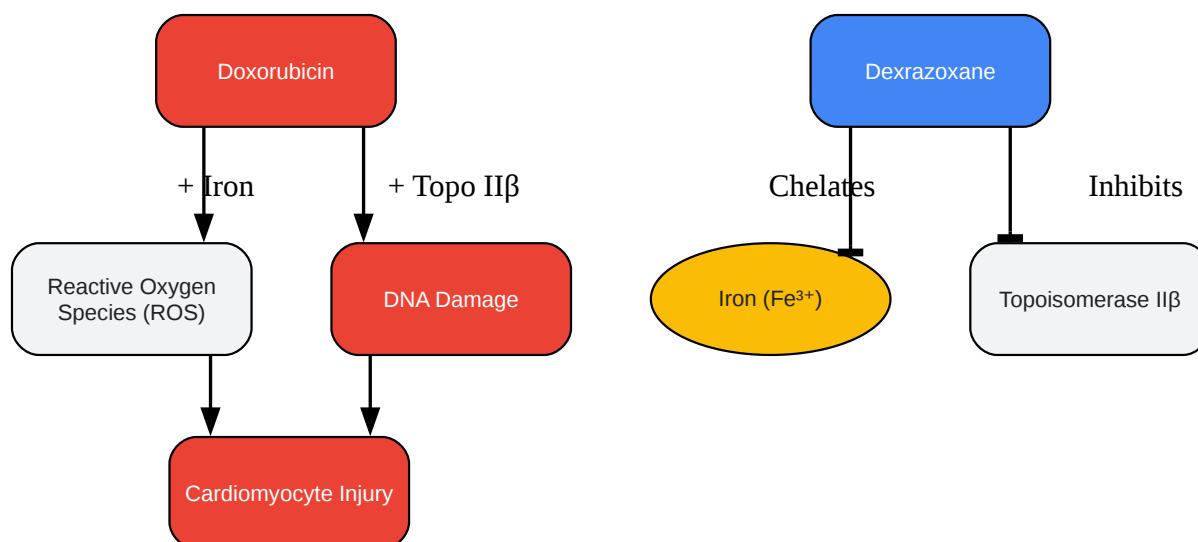 Doxorubicin
Dexrazoxane
+ Iron
+ Topo IIβ
Chelates
Inhibits
Reactive Oxygen
Species (ROS)
DNA Damage
Iron (Fe³⁺)
Topoisomerase IIβ
Cardiomyocyte Injury